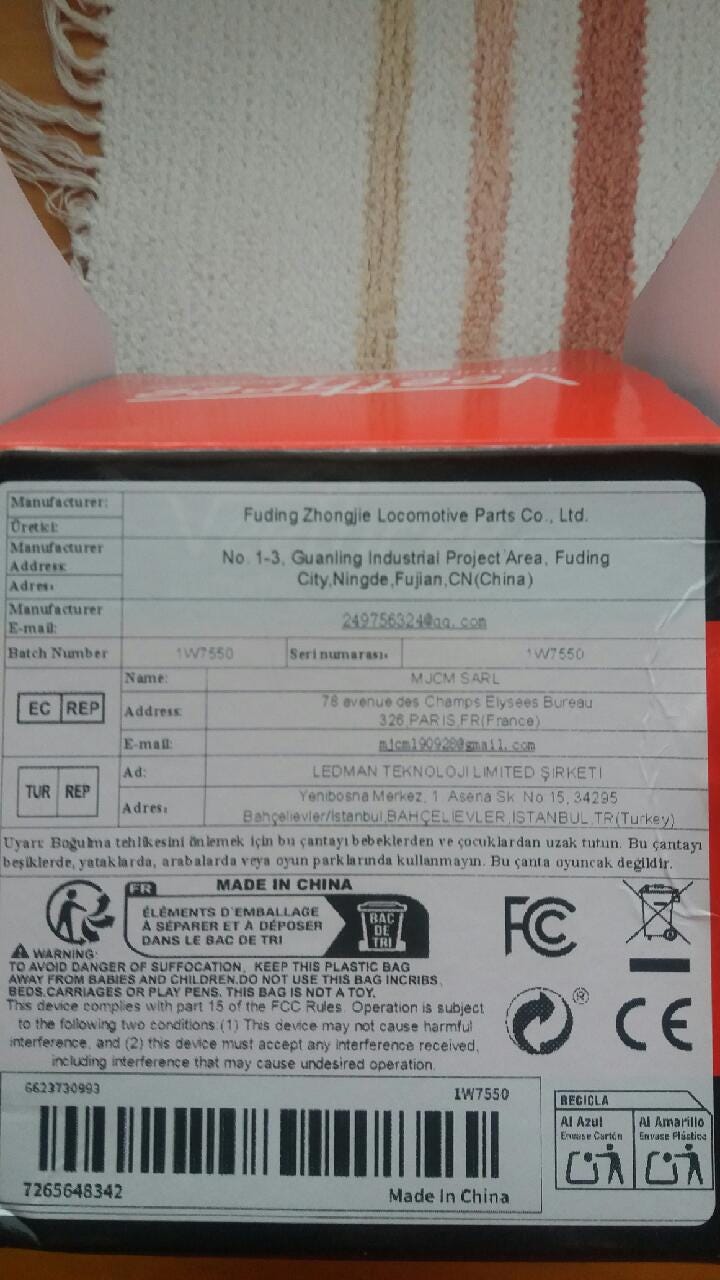 Manufacturer:
Üretici:
Fuding Zhongjie Locomotive Parts Co., Ltd.
Manufacturer
Address:
Adres:
No. 1-3, Guanling Industrial Project Area, Fuding
City,Ningde,Fujian,CN(China)
Manufacturer
E-mail:
249756324@qq.com
Batch Number
1W7550
Seri numarası:
1W7550
EC REP
Name:
MJCM SARL
Address:
78 avenue des Champs Elysees Bureau
326,PARIS,FR(France)
E-mail:
mjcm190928@gmail.com
TUR REP
Ad:
LEDMAN TEKNOLOJI LIMITED ŞIRKETI
Adres:
Yenibosna Merkez, 1. Asena Sk. No 15, 34295
Bahçelievler/Istanbul,BAHÇELIEVLER,ISTANBUL,TR(Turkey)
Uyarı: Boğulma tehlikesini önlemek için bu çantayı bebeklerden ve çocuklardan uzak tutun. Bu çantayı
beşiklerde, yataklarda, arabalarda veya oyun parklarında kullanmayın. Bu çanta oyuncak değildir.
FR
MADE IN CHINA
ÉLÉMENTS D'EMBALLAGE
À SÉPARER ET À DÉPOSER
DANS LE BAC DE TRI
BAC
DE
TRI
FC
WARNING:
TO AVOID DANGER OF SUFFOCATION, KEEP THIS PLASTIC BAG
AWAY FROM BABIES AND CHILDREN.DO NOT USE THIS BAG INCRIBS,
BEDS.CARRIAGES OR PLAY PENS. THIS BAG IS NOT A TOY.
This device complies with part 15 of the FCC Rules. Operation is subject
to the following two conditions:(1) This device may not cause harmful
interference, and (2) this device must accept any interference received,
including interference that may cause undesired operation.
®
CE
6623730993
1W7550
7265648342
Made In China
RECICLA
Al Azul
Envase Cartón
Al Amarillo
Envase Plástico